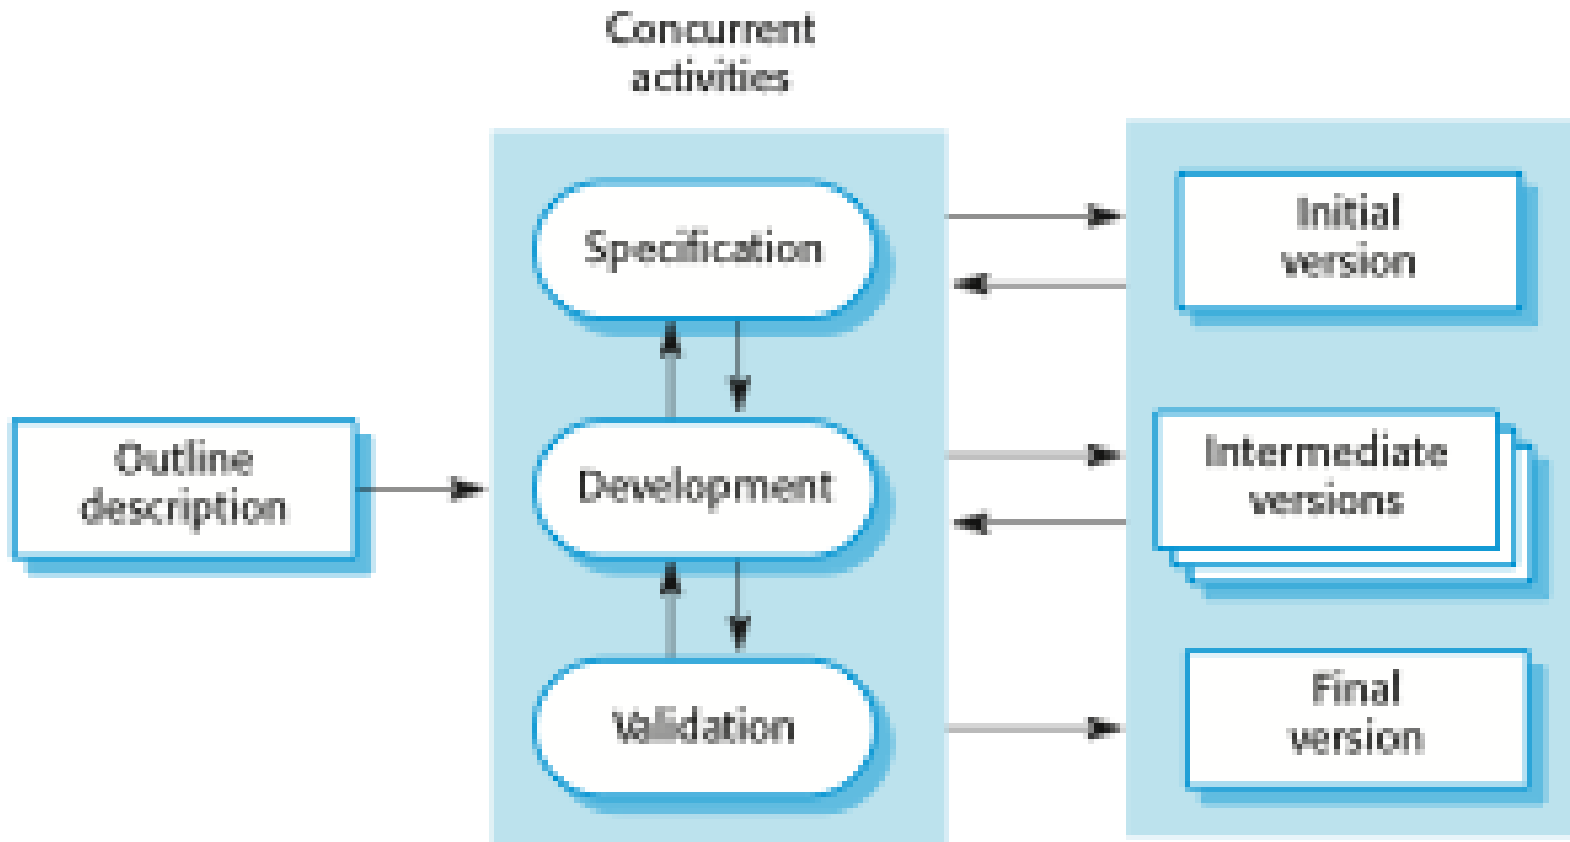 Concurrent
activities
Specification
Initial
version
Outline
description
Development
Intermediate
versions
Validation
Final
version